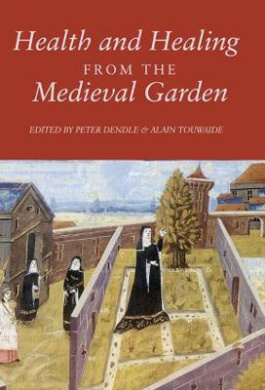 Health and Healing
FROM THE
Medieval Garden
EDITED BY PETER DENDLE & ALAIN TOUWAIDE